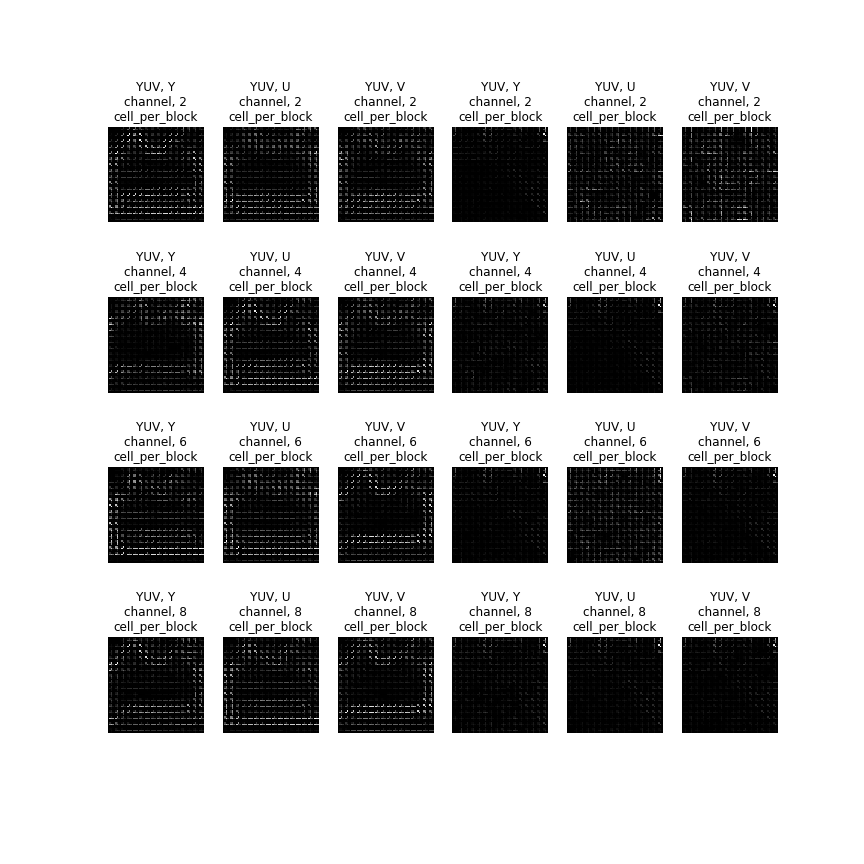 YUV, Y
channel, 2
cell_per_block
YUV, U
channel, 2
cell_per_block
YUV, V
channel, 2
cell_per_block
YUV, Y
channel, 2
cell_per_block
YUV, U
channel, 2
cell_per_block
YUV, V
channel, 2
cell_per_block
YUV, Y
channel, 4
cell_per_block
YUV, U
channel, 4
cell_per_block
YUV, V
channel, 4
cell_per_block
YUV, Y
channel, 4
cell_per_block
YUV, U
channel, 4
cell_per_block
YUV, V
channel, 4
cell_per_block
YUV, Y
channel, 6
cell_per_block
YUV, U
channel, 6
cell_per_block
YUV, V
channel, 6
cell_per_block
YUV, Y
channel, 6
cell_per_block
YUV, U
channel, 6
cell_per_block
YUV, V
channel, 6
cell_per_block
YUV, Y
channel, 8
cell_per_block
YUV, U
channel, 8
cell_per_block
YUV, V
channel, 8
cell_per_block
YUV, Y
channel, 8
cell_per_block
YUV, U
channel, 8
cell_per_block
YUV, V
channel, 8
cell_per_block